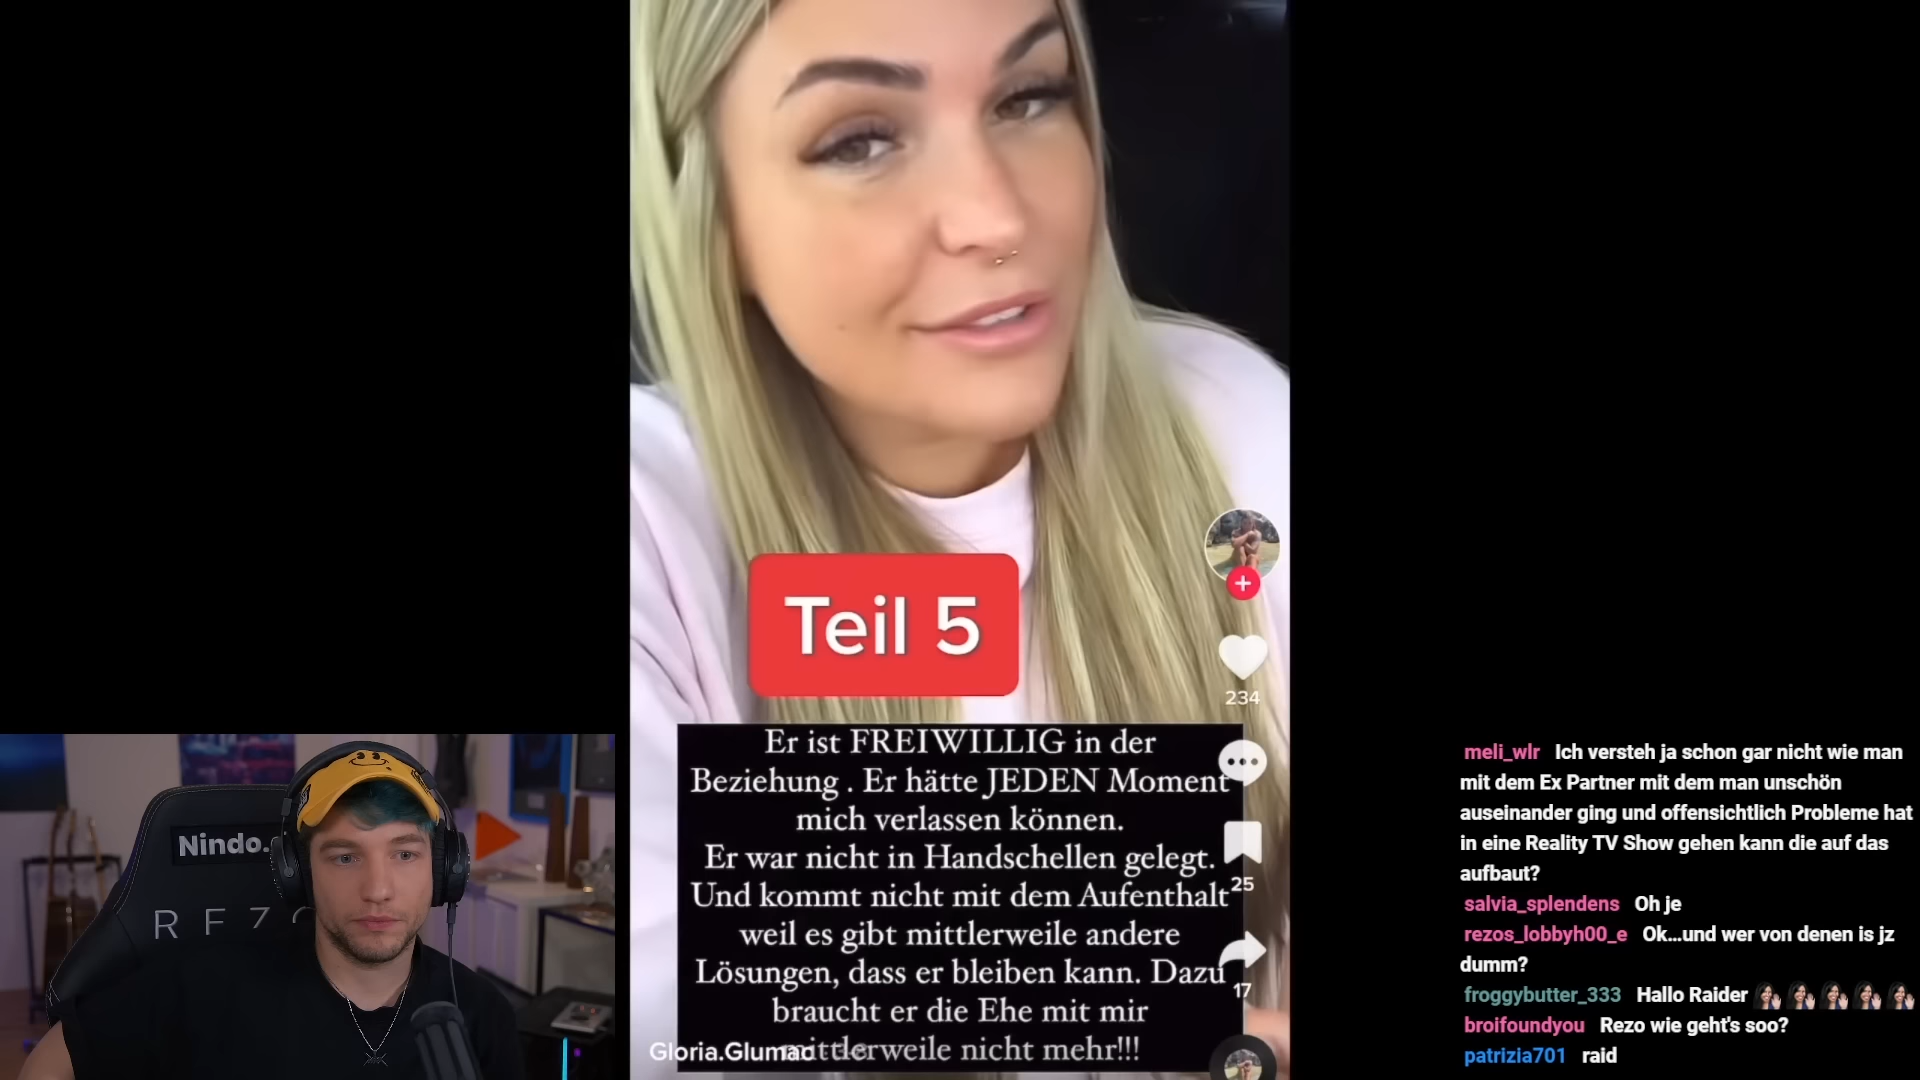 Teil 5
234
Er ist FREIWILLIG in der
Beziehung . Er hätte JEDEN Moment
mich verlassen können.
Er war nicht in Handschellen gelegt.
Und kommt nicht mit dem Aufenthalt
25
weil es gibt mittlerweile andere
Lösungen, dass er bleiben kann. Dazu
17
braucht er die Ehe mit mir
mittlerweile nicht mehr!!!
Gloria.Glumac
Nindo.
REZO
meli_wlr Ich versteh ja schon gar nicht wie man
mit dem Ex Partner mit dem man unschön
auseinander ging und offensichtlich Probleme hat
in eine Reality TV Show gehen kann die auf das
aufbaut?
salvia_splendens Oh je
rezos_lobbyh00_e Ok...und wer von denen is jz
dumm?
froggybutter_333 Hallo Raider
broifoundyou Rezo wie geht's soo?
patrizia701 raid